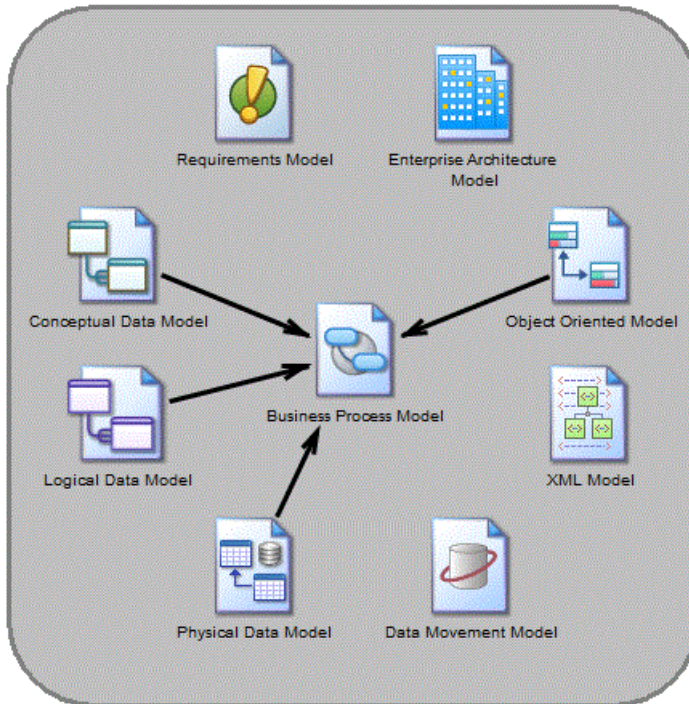 Requirements Model
Enterprise Architecture
Model
Conceptual Data Model
Object Oriented Model
Business Process Model
Logical Data Model
XML Model
Physical Data Model
Data Movement Model